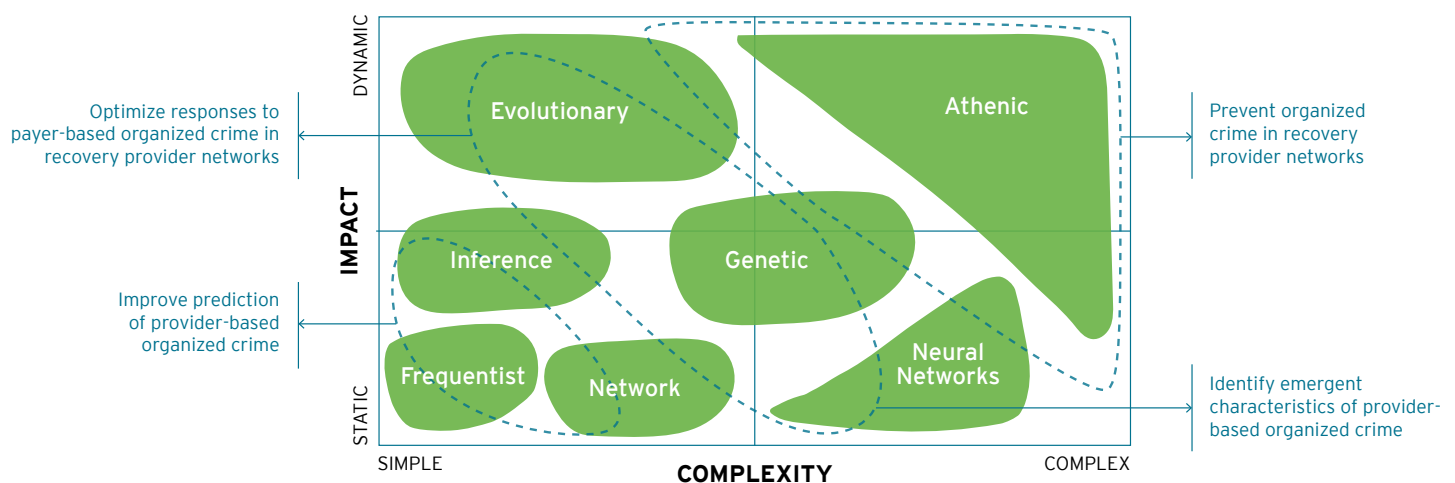 DYNAMIC
Optimize responses to
payer-based organized crime in
recovery provider networks
Evolutionary
Athenic
Prevent organized
crime in recovery
provider networks
IMPACT
Inference
Genetic
Improve prediction
of provider-based
organized crime
Frequentist
Network
Neural
Networks
Identify emergent
characteristics of provider-
based organized crime
STATIC
SIMPLE
COMPLEXITY
COMPLEX